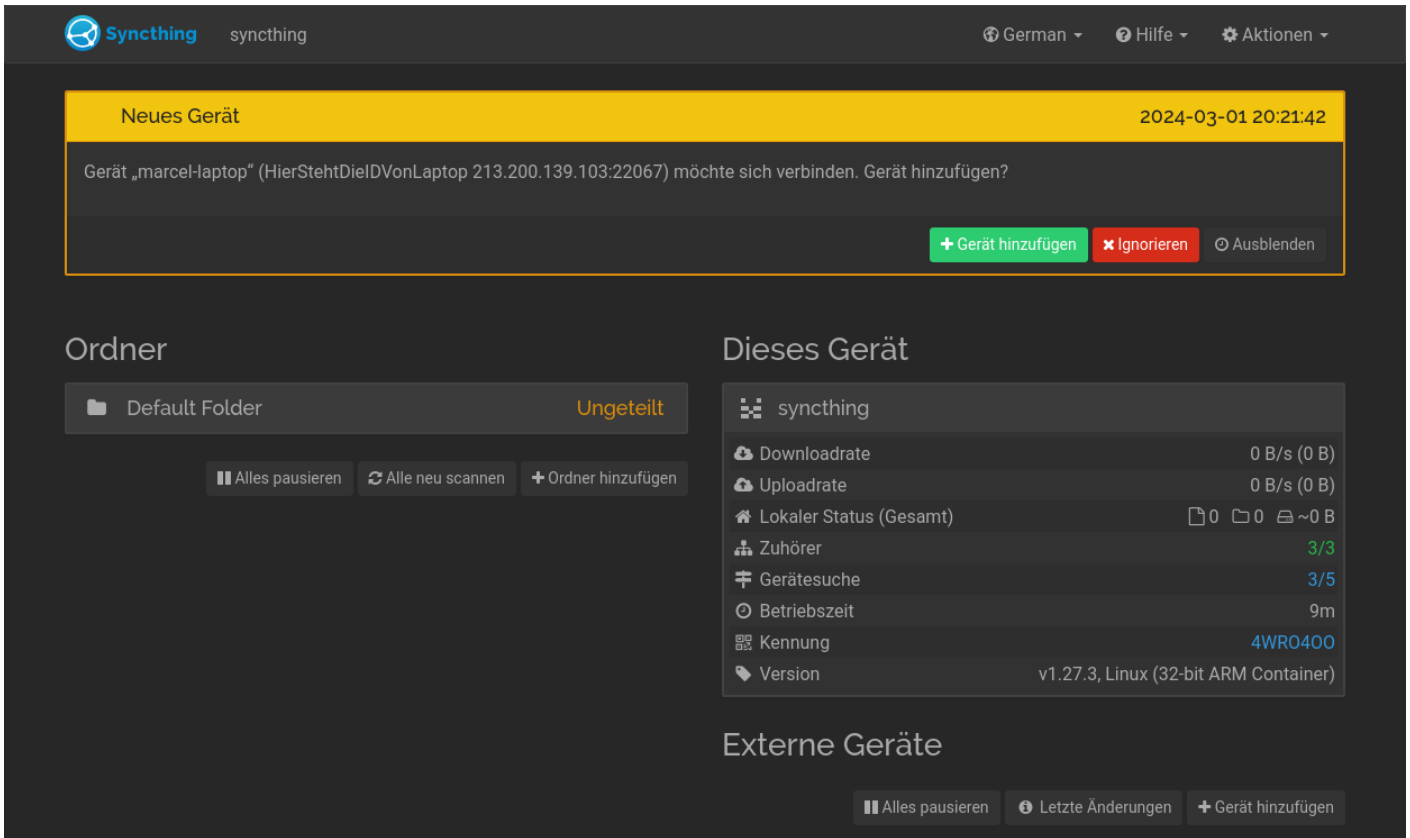 Syncthing syncthing German Hilfe Aktionen
Neues Gerät 2024-03-01 20:21:42
Gerät „marcel-laptop“ (HierStehtDieIDVonLaptop 213.200.139.103:22067) möchte sich verbinden. Gerät hinzufügen?
Gerät hinzufügen Ignorieren Ausblenden
Ordner
Default Folder Ungeteilt
Alles pausieren Alle neu scannen Ordner hinzufügen
Dieses Gerät
syncthing
Downloadrate 0 B/s (0 B)
Uploadrate 0 B/s (0 B)
Lokaler Status (Gesamt) 0 0 ~0 B
Zuhörer 3/3
Gerätesuche 3/5
Betriebszeit 9m
Kennung 4WRO4OO
Version v1.27.3, Linux (32-bit ARM Container)
Externe Geräte
Alles pausieren Letzte Änderungen Gerät hinzufügen